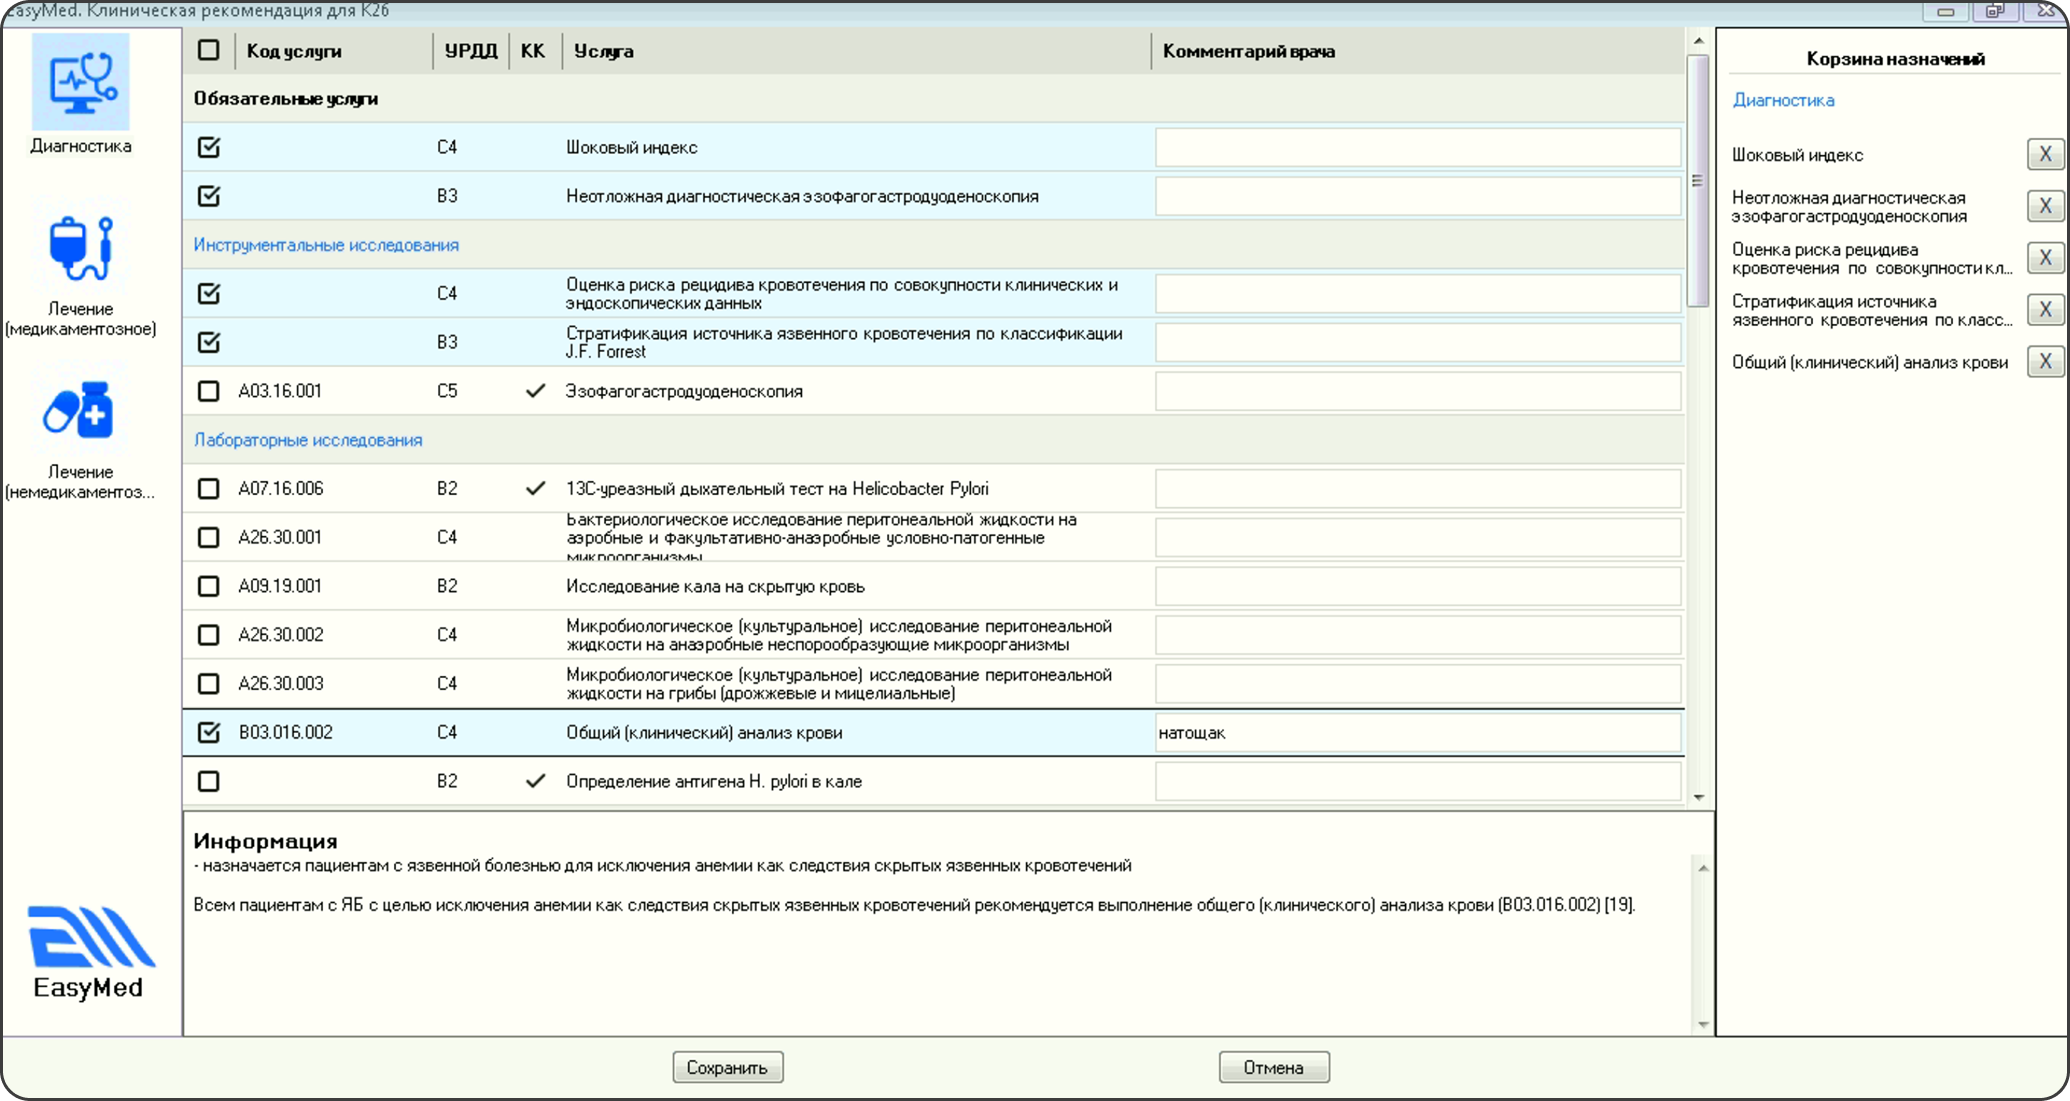 EasyMed. Клиническая рекомендация для K26
Диагностика
Лечение
(медикаментозное)
Лечение
(немедикаментоз...
EasyMed
Код услуги УРДД КК Услуга Комментарий врача
Обязательные услуги
C4 Шоковый индекс
B3 Неотложная диагностическая эзофагогастродуоденоскопия
Инструментальные исследования
C4 Оценка риска рецидива кровотечения по совокупности клинических и
эндоскопических данных
B3 Стратификация источника язвенного кровотечения по классификации
J.F. Forrest
A03.16.001 C5 Эзофагогастродуоденоскопия
Лабораторные исследования
A07.16.006 B2 13C-уреазный дыхательный тест на Helicobacter Pylori
A26.30.001 C4 Бактериологическое исследование перитонеальной жидкости на
аэробные и факультативно-анаэробные условно-патогенные
микроорганизмы
A09.19.001 B2 Исследование кала на скрытую кровь
A26.30.002 C4 Микробиологическое (культуральное) исследование перитонеальной
жидкости на анаэробные неспорообразующие микроорганизмы
A26.30.003 C4 Микробиологическое (культуральное) исследование перитонеальной
жидкости на грибы (дрожжевые и мицелиальные)
B03.016.002 C4 Общий (клинический) анализ крови натощак
B2 Определение антигена H. pylori в кале
Информация
- назначается пациентам с язвенной болезнью для исключения анемии как следствия скрытых язвенных кровотечений
Всем пациентам с ЯБ с целью исключения анемии как следствия скрытых язвенных кровотечений рекомендуется выполнение общего (клинического) анализа крови (B03.016.002) [19].
Корзина назначений
Диагностика
Шоковый индекс X
Неотложная диагностическая
эзофагогастродуоденоскопия X
Оценка риска рецидива
кровотечения по совокупности кл... X
Стратификация источника
язвенного кровотечения по класс... X
Общий (клинический) анализ крови X
Сохранить Отмена